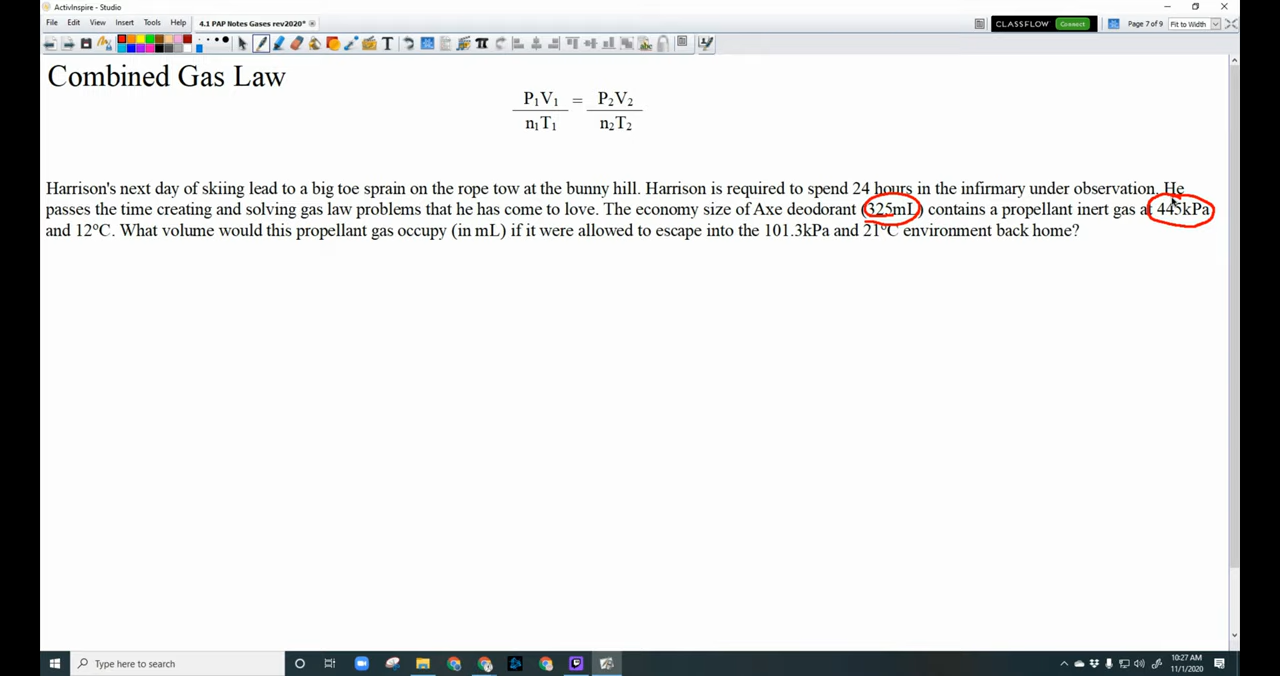 ActivInspire - Studio
File Edit View Insert Tools Help 4.1 PAP Notes Gases rev2020* CLASSFLOW Connect Page 7 of 9 Fit to Width
Combined Gas Law
P₁V₁ = P₂V₂
n₁T₁ n₂T₂
Harrison's next day of skiing lead to a big toe sprain on the rope tow at the bunny hill. Harrison is required to spend 24 hours in the infirmary under observation. He
passes the time creating and solving gas law problems that he has come to love. The economy size of Axe deodorant (325mL) contains a propellant inert gas at 445kPa
and 12°C. What volume would this propellant gas occupy (in mL) if it were allowed to escape into the 101.3kPa and 21°C environment back home?
Type here to search
10:27 AM
11/1/2020